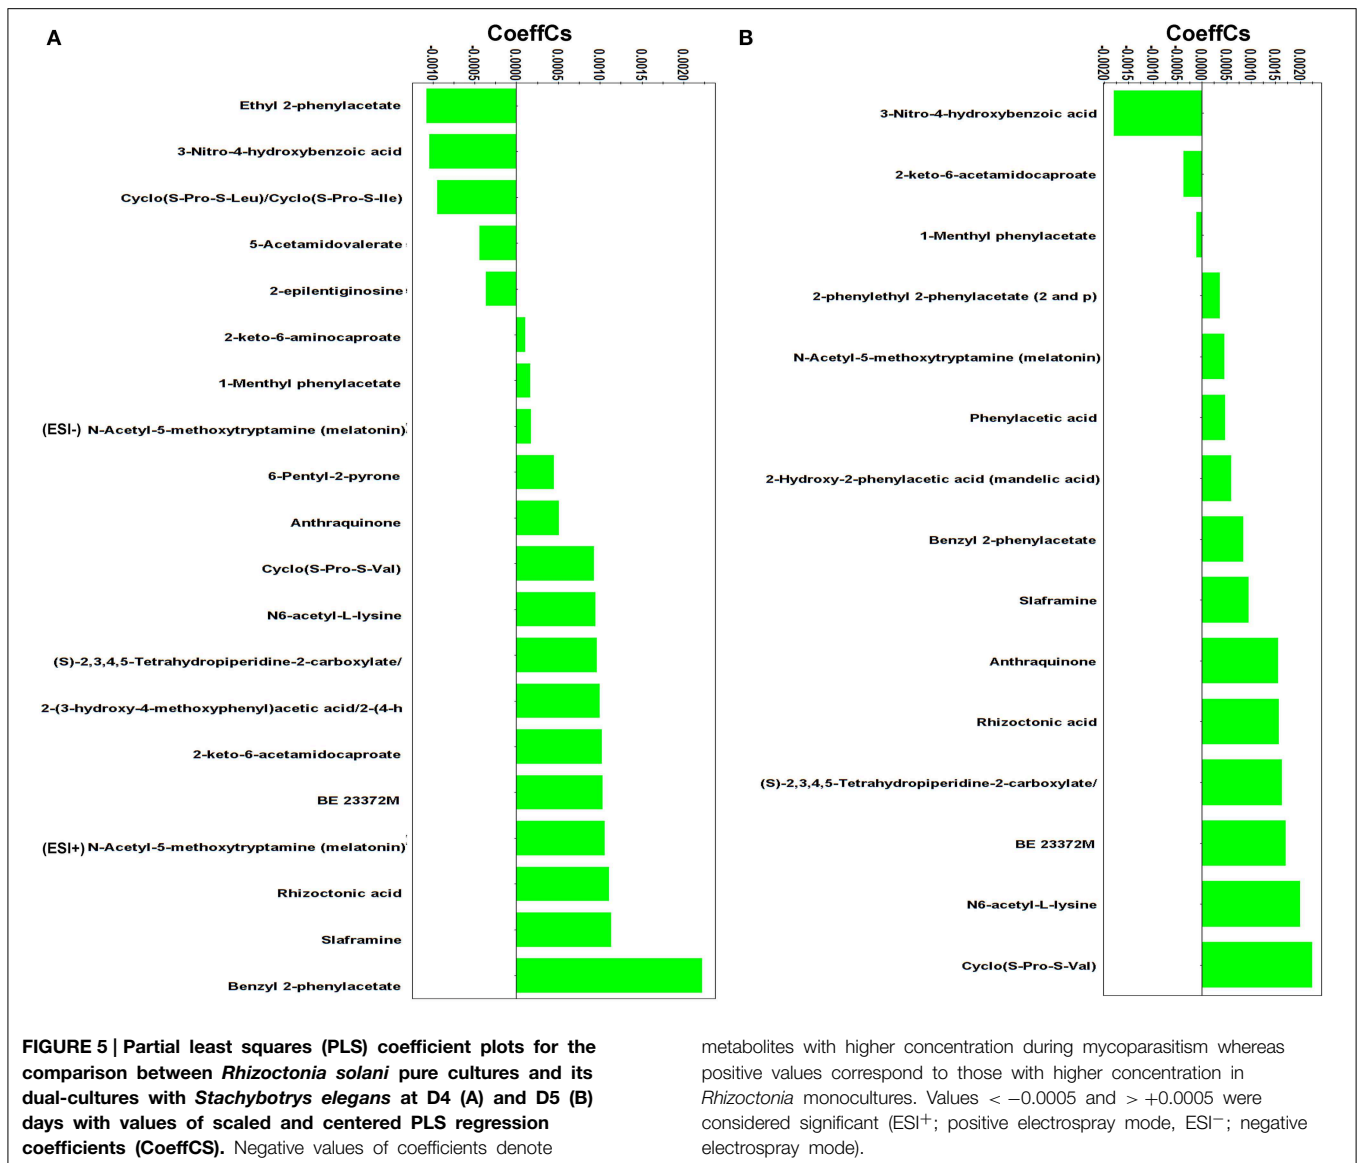 A
CoeffCs
-0.0010 -0.0005 0.0000 0.0005 0.0010 0.0015 0.0020
Ethyl 2-phenylacetate
3-Nitro-4-hydroxybenzoic acid
Cyclo(S-Pro-S-Leu)/Cyclo(S-Pro-S-Ile)
5-Acetamidovalerate
2-epilentiginosine
2-keto-6-aminocaproate
1-Menthyl phenylacetate
(ESI-) N-Acetyl-5-methoxytryptamine (melatonin)
6-Pentyl-2-pyrone
Anthraquinone
Cyclo(S-Pro-S-Val)
N6-acetyl-L-lysine
(S)-2,3,4,5-Tetrahydropiperidine-2-carboxylate/
2-(3-hydroxy-4-methoxyphenyl)acetic acid/2-(4-h
2-keto-6-acetamidocaproate
BE 23372M
(ESI+) N-Acetyl-5-methoxytryptamine (melatonin)
Rhizoctonic acid
Slaframine
Benzyl 2-phenylacetate
B
CoeffCs
-0.0020 -0.0015 -0.0010 -0.0005 0.0000 0.0005 0.0010 0.0015 0.0020
3-Nitro-4-hydroxybenzoic acid
2-keto-6-acetamidocaproate
1-Menthyl phenylacetate
2-phenylethyl 2-phenylacetate (2 and p)
N-Acetyl-5-methoxytryptamine (melatonin)
Phenylacetic acid
2-Hydroxy-2-phenylacetic acid (mandelic acid)
Benzyl 2-phenylacetate
Slaframine
Anthraquinone
Rhizoctonic acid
(S)-2,3,4,5-Tetrahydropiperidine-2-carboxylate/
BE 23372M
N6-acetyl-L-lysine
Cyclo(S-Pro-S-Val)
FIGURE 5 | Partial least squares (PLS) coefficient plots for the
comparison between Rhizoctonia solani pure cultures and its
dual-cultures with Stachybotrys elegans at D4 (A) and D5 (B)
days with values of scaled and centered PLS regression
coefficients (CoeffCS). Negative values of coefficients denote
metabolites with higher concentration during mycoparasitism whereas
positive values correspond to those with higher concentration in
Rhizoctonia monocultures. Values < −0.0005 and > +0.0005 were
considered significant (ESI⁺; positive electrospray mode, ESI⁻; negative
electrospray mode).